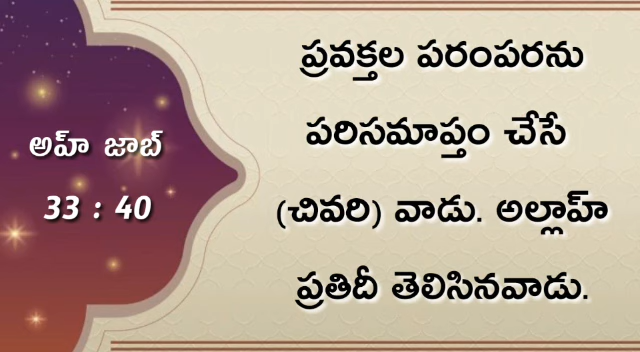 అహ్ జాబ్
33 : 40
ప్రవక్తల పరంపరను
పరిసమాప్తం చేసే
(చివరి) వాడు. అల్లాహ్
ప్రతిదీ తెలిసినవాడు.